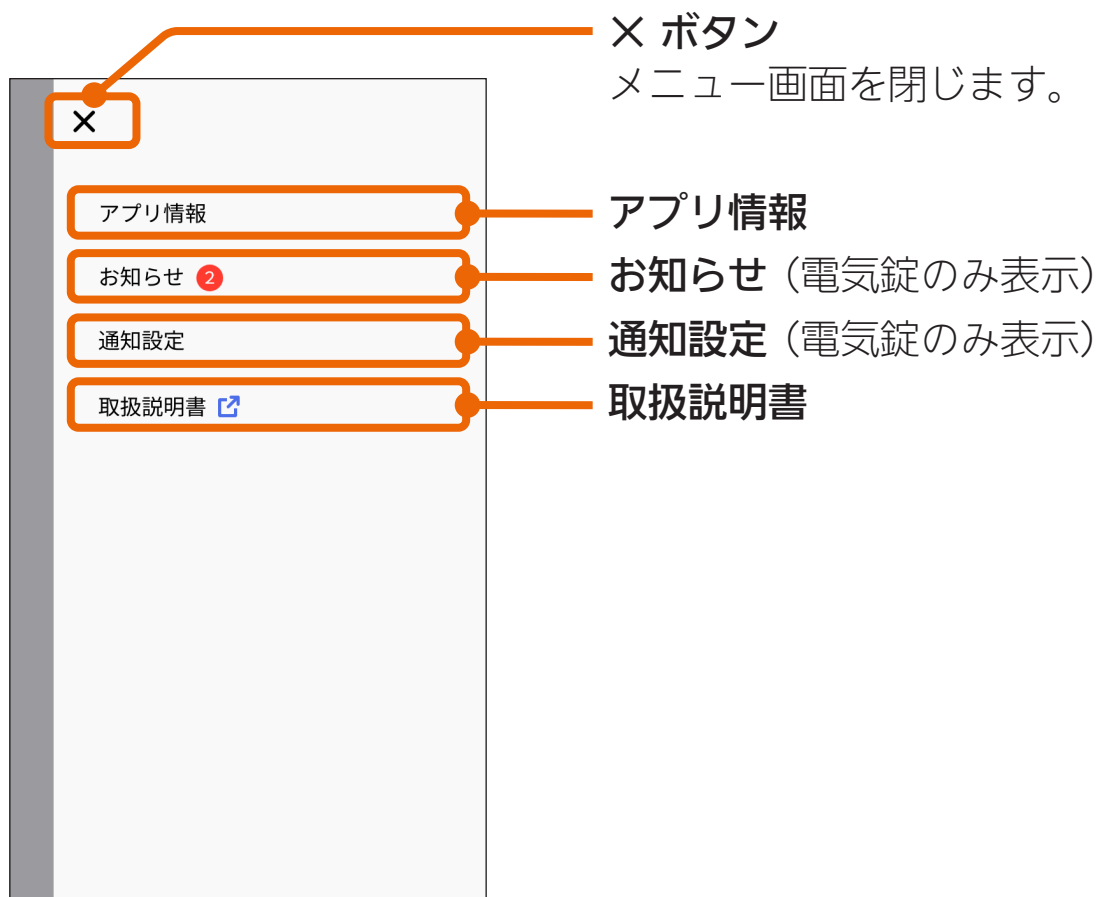 × ボタン
メニュー画面を閉じます。
×
アプリ情報
アプリ情報
お知らせ 2
お知らせ（電気錠のみ表示）
通知設定
通知設定（電気錠のみ表示）
取扱説明書
取扱説明書